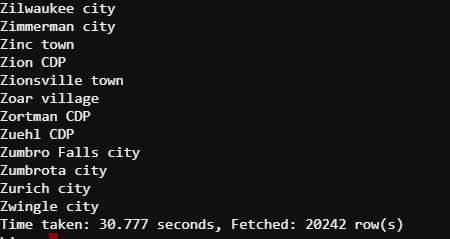 Zilwaukee city
Zimmerman city
Zinc town
Zion CDP
Zionsville town
Zoar village
Zortman CDP
Zuehl CDP
Zumbro Falls city
Zumbrota city
Zurich city
Zwingle city
Time taken: 30.777 seconds, Fetched: 20242 row(s)